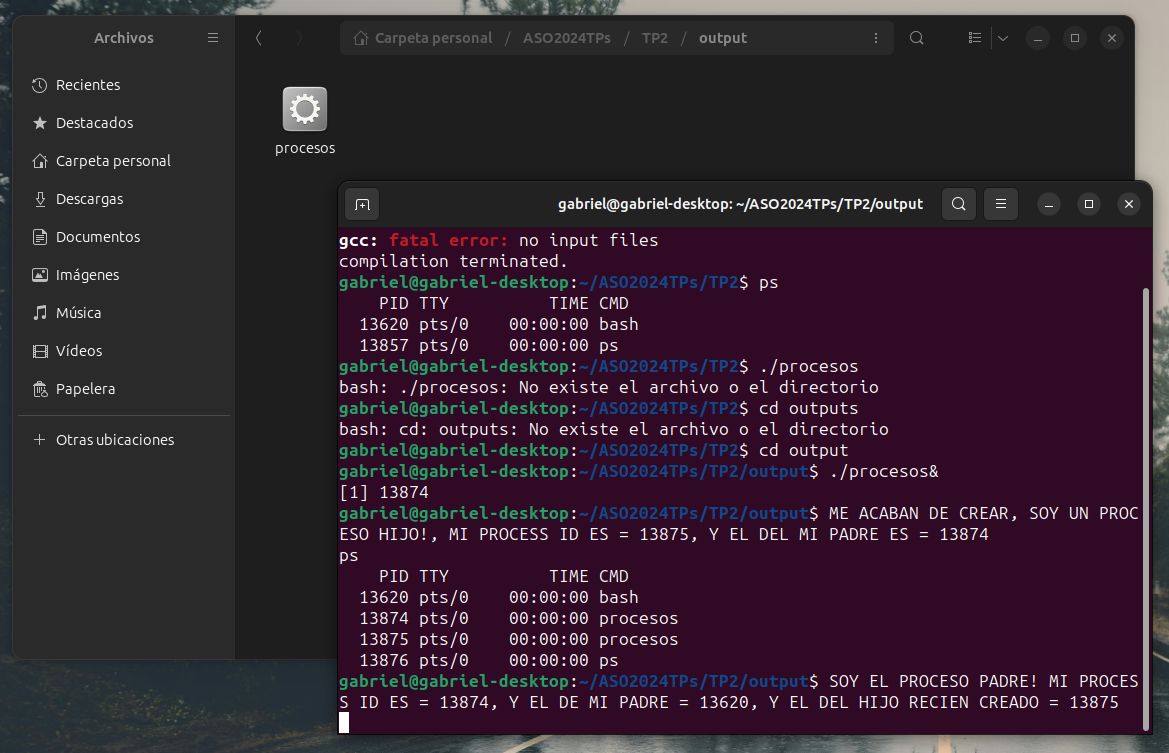 Archivos
Carpeta personal / ASO2024TPs / TP2 / output
Recientes
Destacados
Carpeta personal
Descargas
Documentos
Imágenes
Música
Vídeos
Papelera
Otras ubicaciones
procesos
gabriel@gabriel-desktop: ~/ASO2024TPs/TP2/output
gcc: fatal error: no input files
compilation terminated.
gabriel@gabriel-desktop:~/ASO2024TPs/TP2$ ps
    PID TTY          TIME CMD
  13620 pts/0    00:00:00 bash
  13857 pts/0    00:00:00 ps
gabriel@gabriel-desktop:~/ASO2024TPs/TP2$ ./procesos
bash: ./procesos: No existe el archivo o el directorio
gabriel@gabriel-desktop:~/ASO2024TPs/TP2$ cd outputs
bash: cd: outputs: No existe el archivo o el directorio
gabriel@gabriel-desktop:~/ASO2024TPs/TP2$ cd output
gabriel@gabriel-desktop:~/ASO2024TPs/TP2/output$ ./procesos&
[1] 13874
gabriel@gabriel-desktop:~/ASO2024TPs/TP2/output$ ME ACABAN DE CREAR, SOY UN PROC
ESO HIJO!, MI PROCESS ID ES = 13875, Y EL DEL MI PADRE ES = 13874
ps
    PID TTY          TIME CMD
  13620 pts/0    00:00:00 bash
  13874 pts/0    00:00:00 procesos
  13875 pts/0    00:00:00 procesos
  13876 pts/0    00:00:00 ps
gabriel@gabriel-desktop:~/ASO2024TPs/TP2/output$ SOY EL PROCESO PADRE! MI PROCES
S ID ES = 13874, Y EL DE MI PADRE = 13620, Y EL DEL HIJO RECIEN CREADO = 13875